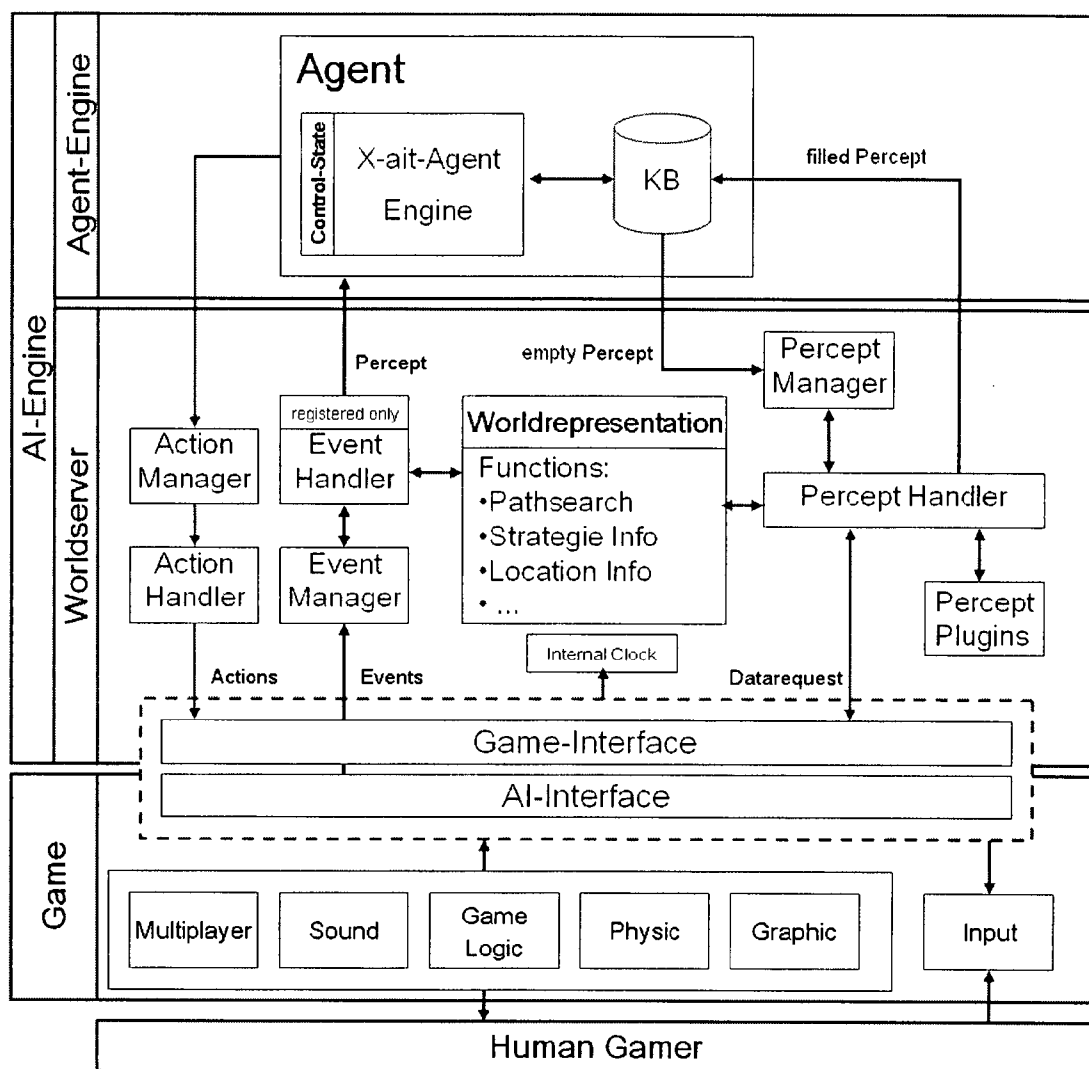 AI-Engine
Agent-Engine
Agent
Control-State
X-ait-Agent
Engine
KB
filled Percept
Worldserver
Percept
empty Percept
Percept
Manager
registered only
Event
Handler
Action
Manager
Worldrepresentation
Functions:
•Pathsearch
•Strategie Info
•Location Info
• ...
Percept Handler
Action
Handler
Event
Manager
Percept
Plugins
Internal Clock
Actions
Events
Datarequest
Game-Interface
AI-Interface
Game
Multiplayer
Sound
Game
Logic
Physic
Graphic
Input
Human Gamer